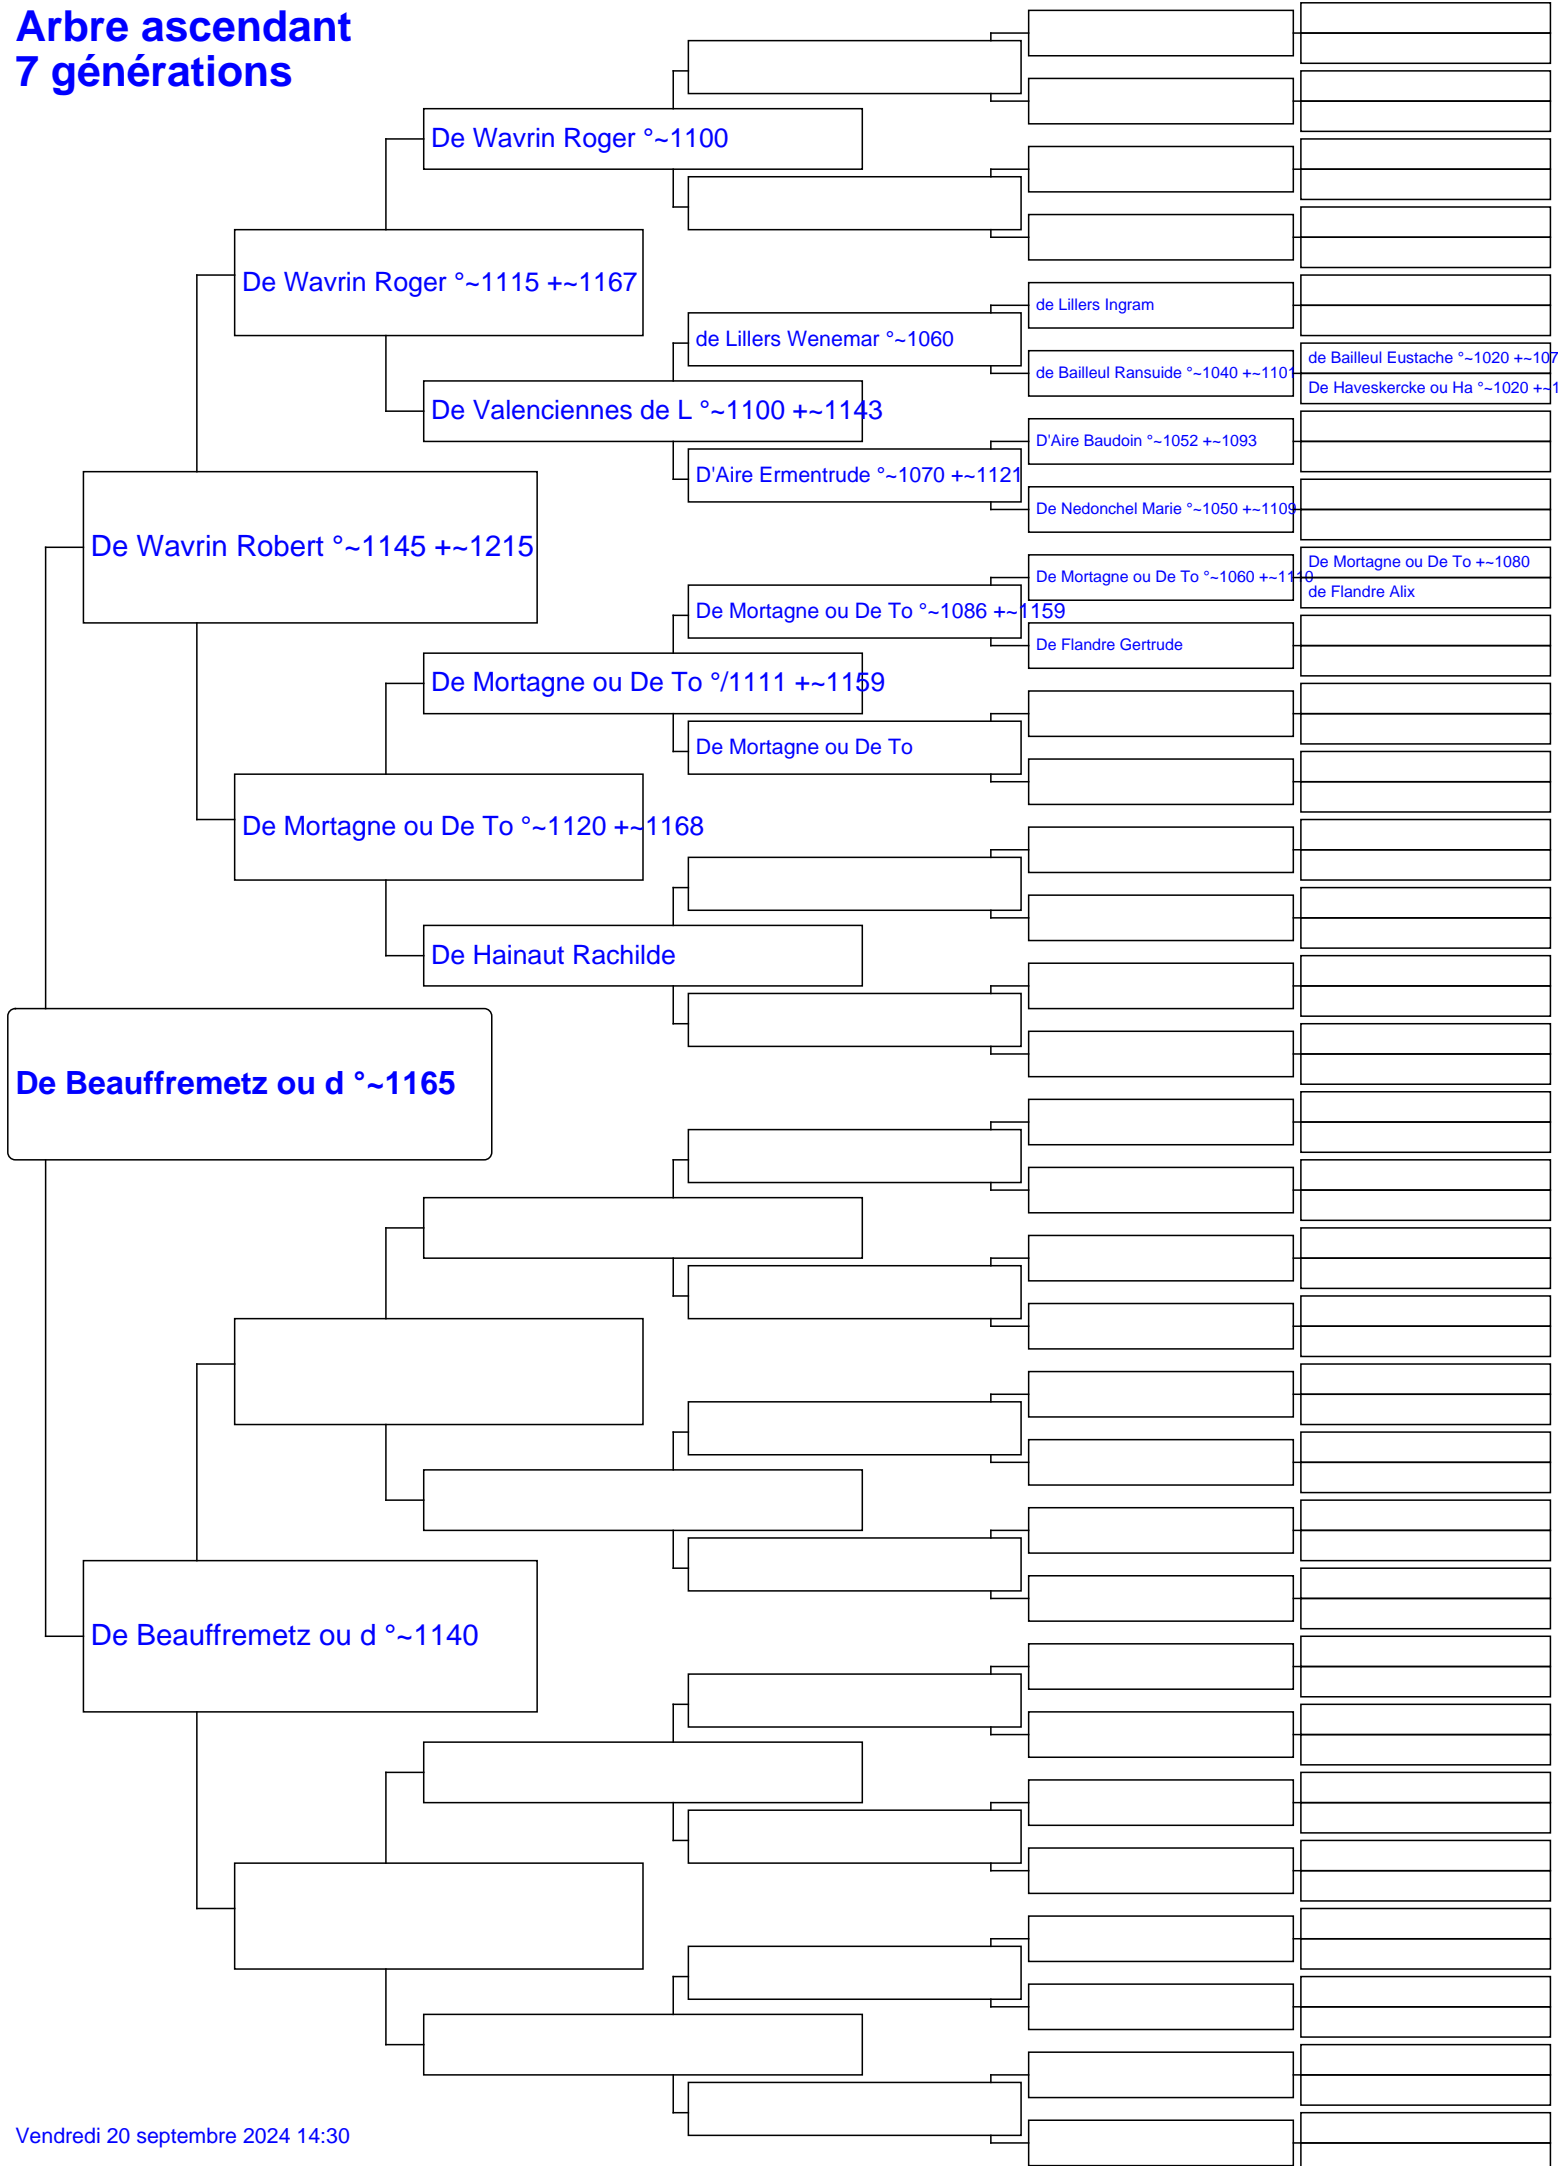 Arbre ascendant
7 générations
De Wavrin Roger °~1100
De Wavrin Roger °~1115 +~1167
de Lillers Ingram
de Lillers Wenemar °~1060
de Bailleul Eustache °~1020 +~107
de Bailleul Ransuide °~1040 +~1101
De Haveskercke ou Ha °~1020 +~1
De Valenciennes de L °~1100 +~1143
D'Aire Baudoin °~1052 +~1093
D'Aire Ermentrude °~1070 +~1121
De Nedonchel Marie °~1050 +~1109
De Wavrin Robert °~1145 +~1215
De Mortagne ou De To +~1080
De Mortagne ou De To °~1060 +~1110
de Flandre Alix
De Mortagne ou De To °~1086 +~1159
De Flandre Gertrude
De Mortagne ou De To °/1111 +~1159
De Mortagne ou De To
De Mortagne ou De To °~1120 +~1168
De Hainaut Rachilde
De Beauffremetz ou d °~1165
De Beauffremetz ou d °~1140
Vendredi 20 septembre 2024 14:30